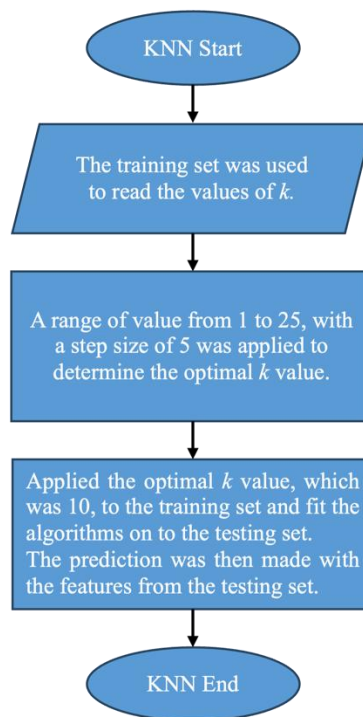 KNN Start
The training set was used
to read the values of k.
A range of value from 1 to 25, with
a step size of 5 was applied to
determine the optimal k value.
Applied the optimal k value, which
was 10, to the training set and fit the
algorithms on to the testing set.
The prediction was then made with
the features from the testing set.
KNN End